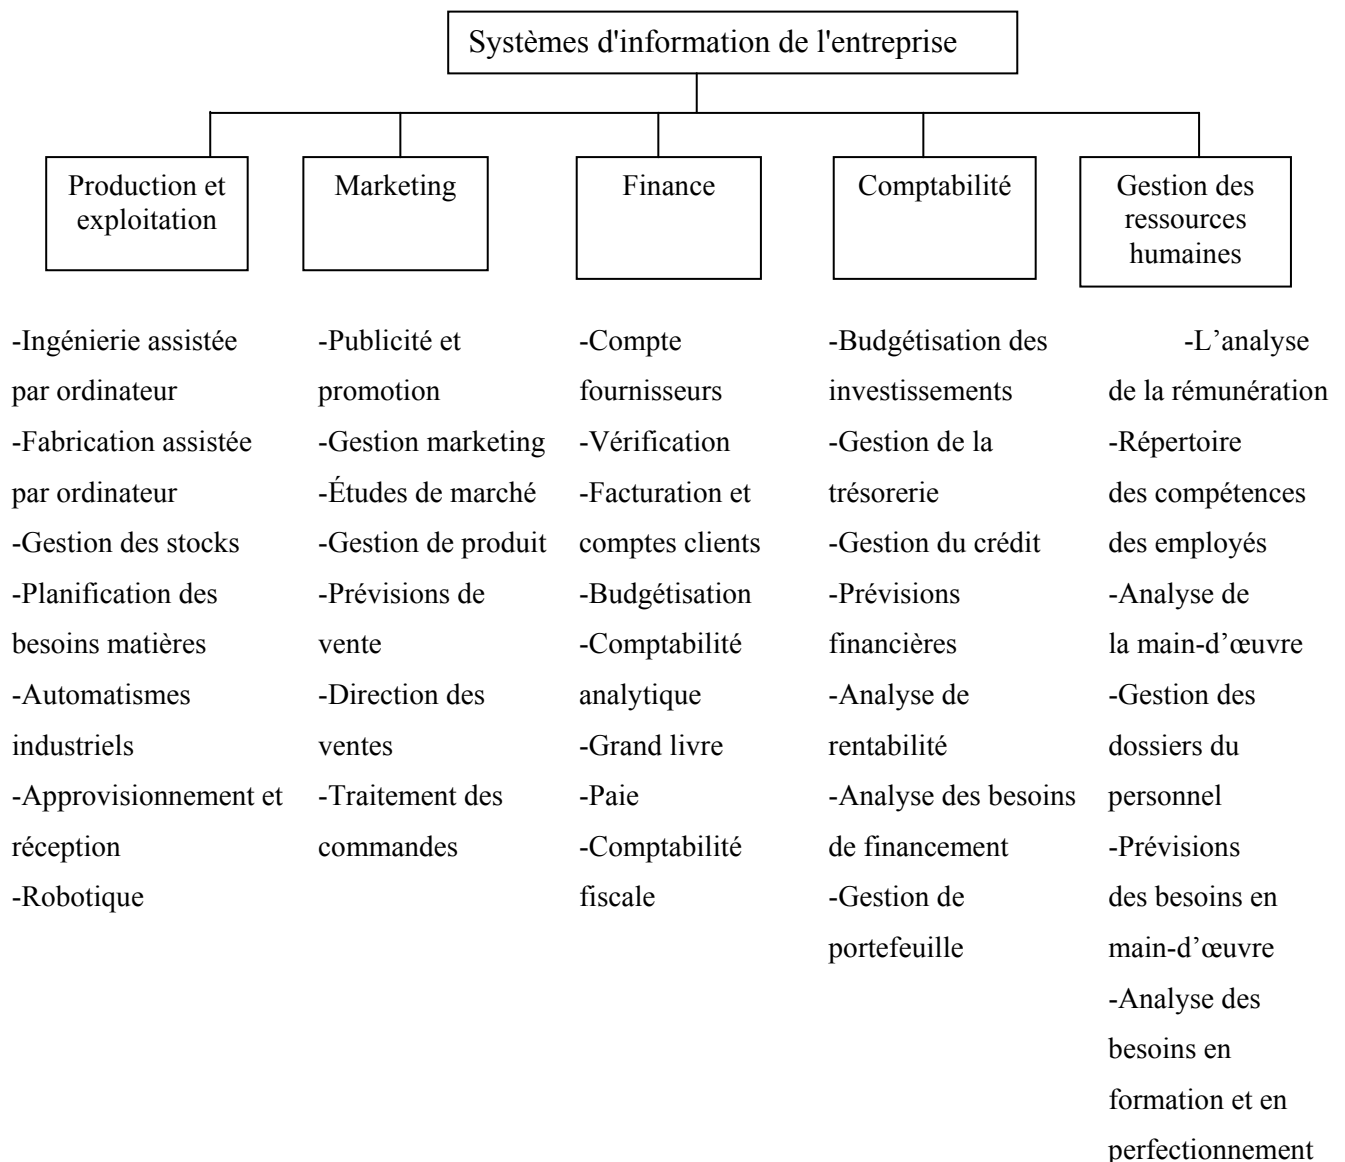 Systèmes d'information de l'entreprise
Production et
exploitation
Marketing
Finance
Comptabilité
Gestion des
ressources
humaines
-Ingénierie assistée
par ordinateur
-Fabrication assistée
par ordinateur
-Gestion des stocks
-Planification des
besoins matières
-Automatismes
industriels
-Approvisionnement et
réception
-Robotique
-Publicité et
promotion
-Gestion marketing
-Études de marché
-Gestion de produit
-Prévisions de
vente
-Direction des
ventes
-Traitement des
commandes
-Compte
fournisseurs
-Vérification
-Facturation et
comptes clients
-Budgétisation
-Comptabilité
analytique
-Grand livre
-Paie
-Comptabilité
fiscale
-Budgétisation des
investissements
-Gestion de la
trésorerie
-Gestion du crédit
-Prévisions
financières
-Analyse de
rentabilité
-Analyse des besoins
de financement
-Gestion de
portefeuille
-L’analyse
de la rémunération
-Répertoire
des compétences
des employés
-Analyse de
la main-d’œuvre
-Gestion des
dossiers du
personnel
-Prévisions
des besoins en
main-d’œuvre
-Analyse des
besoins en
formation et en
perfectionnement